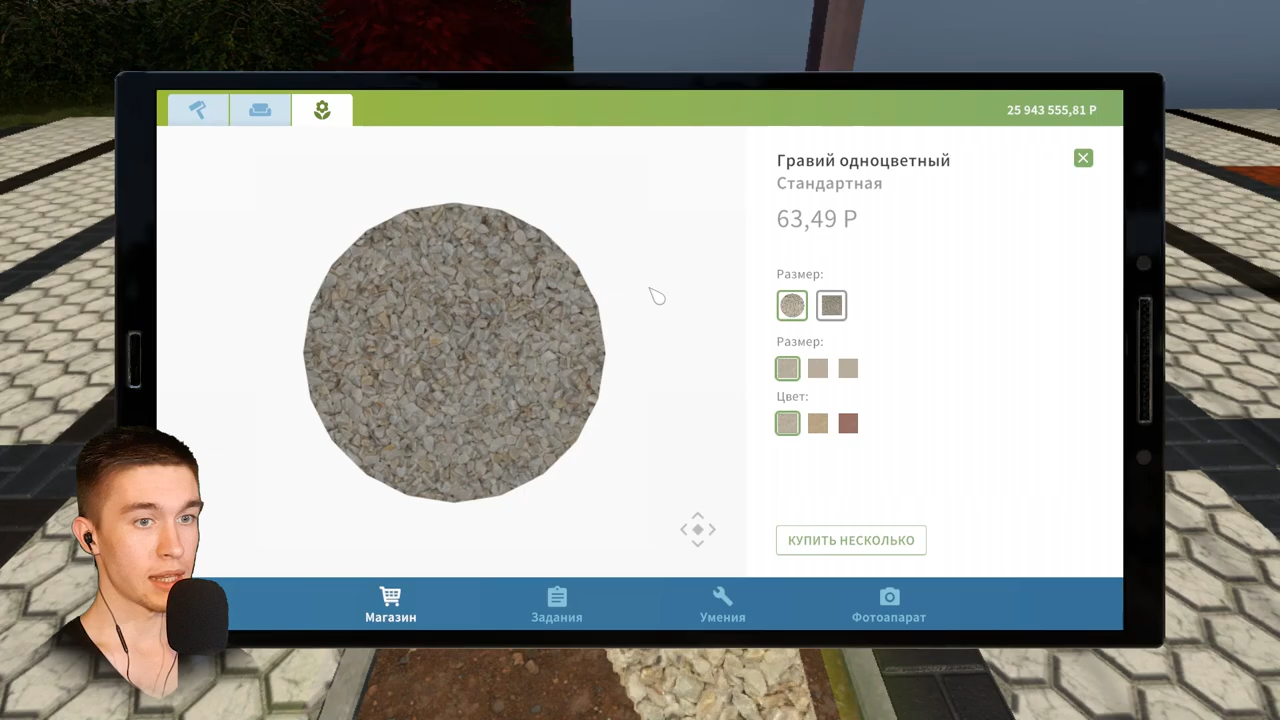 25 943 555,81 Р
Гравий одноцветный
Стандартная
63,49 Р
Размер:
Размер:
Цвет:
КУПИТЬ НЕСКОЛЬКО
Магазин
Задания
Умения
Фотоапарат